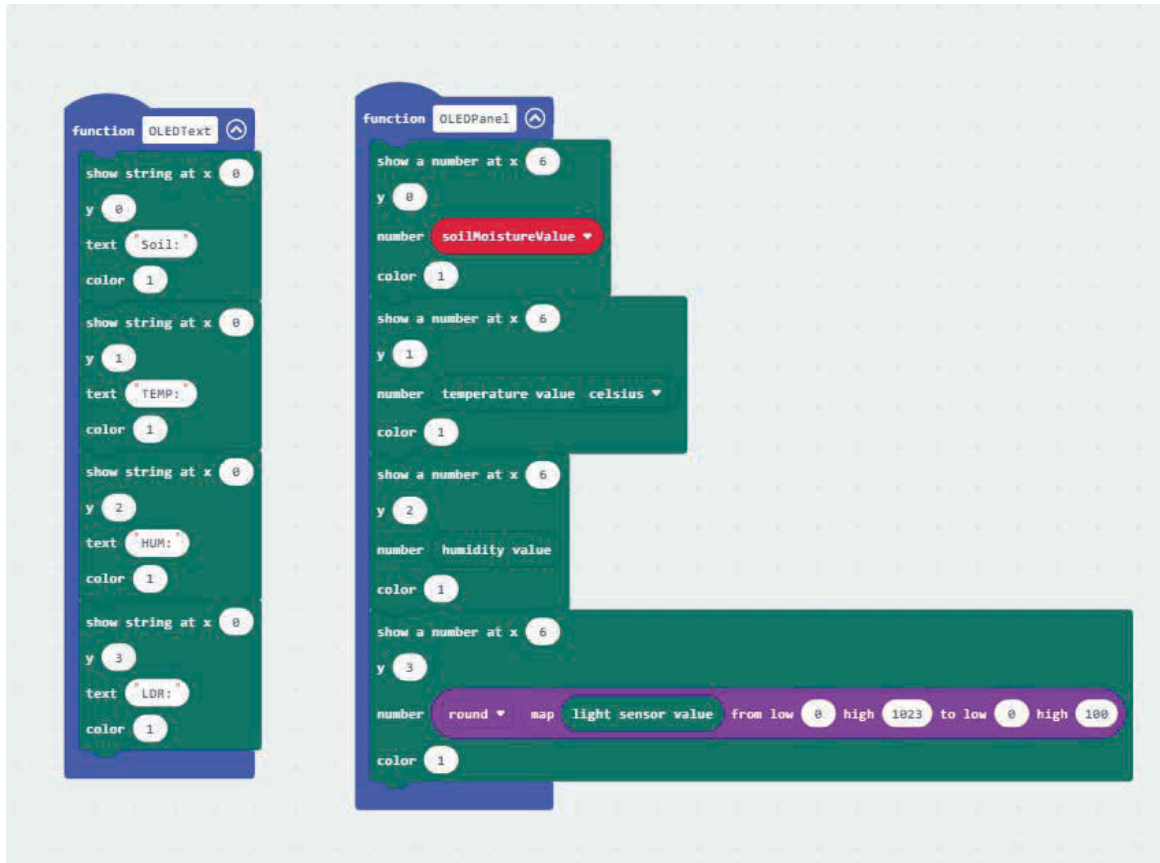 function OLEDText
show string at x 0
y 0
text "Soil:"
color 1
show string at x 0
y 1
text "TEMP:"
color 1
show string at x 0
y 2
text "HUM:"
color 1
show string at x 0
y 3
text "LDR:"
color 1
function OLEDPanel
show a number at x 6
y 0
number soilMoistureValue
color 1
show a number at x 6
y 1
number temperature value celsius
color 1
show a number at x 6
y 2
number humidity value
color 1
show a number at x 6
y 3
number round map light sensor value from low 0 high 1023 to low 0 high 100
color 1